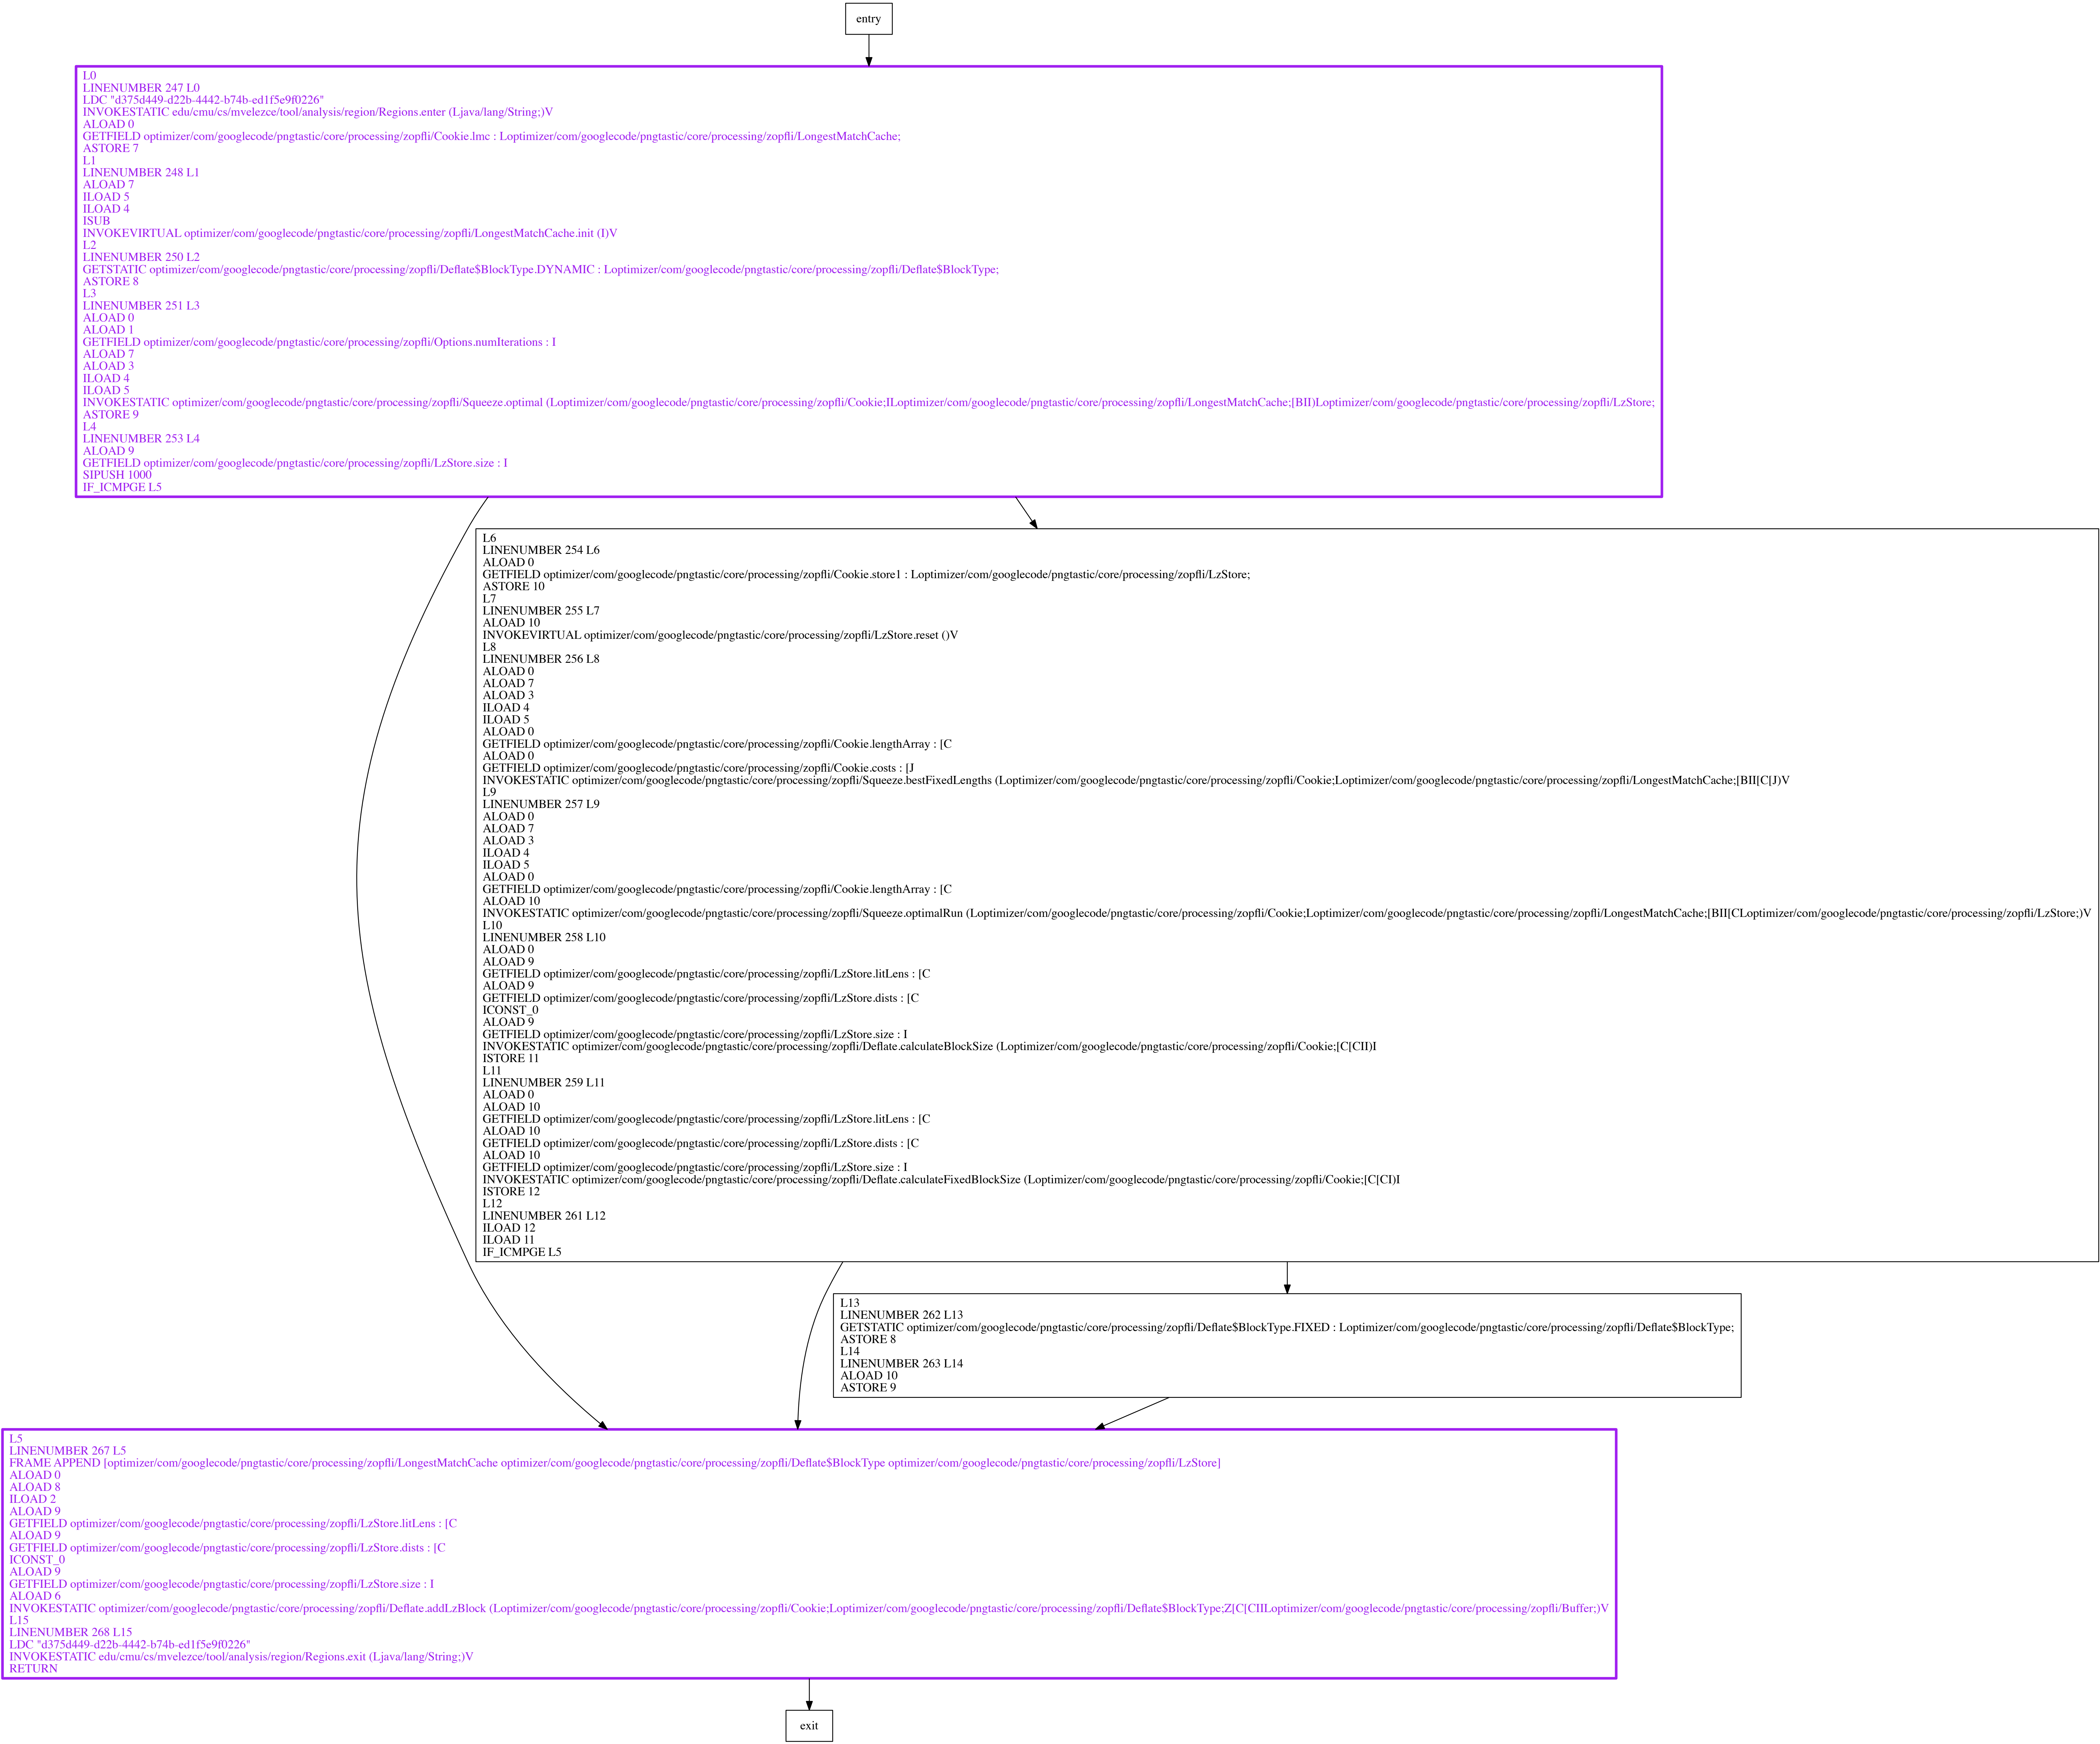 entry
L0
LINENUMBER 247 L0
LDC "d375d449-d22b-4442-b74b-ed1f5e9f0226"
INVOKESTATIC edu/cmu/cs/mvelezce/tool/analysis/region/Regions.enter (Ljava/lang/String;)V
ALOAD 0
GETFIELD optimizer/com/googlecode/pngtastic/core/processing/zopfli/Cookie.lmc : Loptimizer/com/googlecode/pngtastic/core/processing/zopfli/LongestMatchCache;
ASTORE 7
L1
LINENUMBER 248 L1
ALOAD 7
ILOAD 5
ILOAD 4
ISUB
INVOKEVIRTUAL optimizer/com/googlecode/pngtastic/core/processing/zopfli/LongestMatchCache.init (I)V
L2
LINENUMBER 250 L2
GETSTATIC optimizer/com/googlecode/pngtastic/core/processing/zopfli/Deflate$BlockType.DYNAMIC : Loptimizer/com/googlecode/pngtastic/core/processing/zopfli/Deflate$BlockType;
ASTORE 8
L3
LINENUMBER 251 L3
ALOAD 0
ALOAD 1
GETFIELD optimizer/com/googlecode/pngtastic/core/processing/zopfli/Options.numIterations : I
ALOAD 7
ALOAD 3
ILOAD 4
ILOAD 5
INVOKESTATIC optimizer/com/googlecode/pngtastic/core/processing/zopfli/Squeeze.optimal (Loptimizer/com/googlecode/pngtastic/core/processing/zopfli/Cookie;ILoptimizer/com/googlecode/pngtastic/core/processing/zopfli/LongestMatchCache;[BII)Loptimizer/com/googlecode/pngtastic/core/processing/zopfli/LzStore;
ASTORE 9
L4
LINENUMBER 253 L4
ALOAD 9
GETFIELD optimizer/com/googlecode/pngtastic/core/processing/zopfli/LzStore.size : I
SIPUSH 1000
IF_ICMPGE L5
L6
LINENUMBER 254 L6
ALOAD 0
GETFIELD optimizer/com/googlecode/pngtastic/core/processing/zopfli/Cookie.store1 : Loptimizer/com/googlecode/pngtastic/core/processing/zopfli/LzStore;
ASTORE 10
L7
LINENUMBER 255 L7
ALOAD 10
INVOKEVIRTUAL optimizer/com/googlecode/pngtastic/core/processing/zopfli/LzStore.reset ()V
L8
LINENUMBER 256 L8
ALOAD 0
ALOAD 7
ALOAD 3
ILOAD 4
ILOAD 5
ALOAD 0
GETFIELD optimizer/com/googlecode/pngtastic/core/processing/zopfli/Cookie.lengthArray : [C
ALOAD 0
GETFIELD optimizer/com/googlecode/pngtastic/core/processing/zopfli/Cookie.costs : [J
INVOKESTATIC optimizer/com/googlecode/pngtastic/core/processing/zopfli/Squeeze.bestFixedLengths (Loptimizer/com/googlecode/pngtastic/core/processing/zopfli/Cookie;Loptimizer/com/googlecode/pngtastic/core/processing/zopfli/LongestMatchCache;[BII[C[J)V
L9
LINENUMBER 257 L9
ALOAD 0
ALOAD 7
ALOAD 3
ILOAD 4
ILOAD 5
ALOAD 0
GETFIELD optimizer/com/googlecode/pngtastic/core/processing/zopfli/Cookie.lengthArray : [C
ALOAD 10
INVOKESTATIC optimizer/com/googlecode/pngtastic/core/processing/zopfli/Squeeze.optimalRun (Loptimizer/com/googlecode/pngtastic/core/processing/zopfli/Cookie;Loptimizer/com/googlecode/pngtastic/core/processing/zopfli/LongestMatchCache;[BII[CLoptimizer/com/googlecode/pngtastic/core/processing/zopfli/LzStore;)V
L10
LINENUMBER 258 L10
ALOAD 0
ALOAD 9
GETFIELD optimizer/com/googlecode/pngtastic/core/processing/zopfli/LzStore.litLens : [C
ALOAD 9
GETFIELD optimizer/com/googlecode/pngtastic/core/processing/zopfli/LzStore.dists : [C
ICONST_0
ALOAD 9
GETFIELD optimizer/com/googlecode/pngtastic/core/processing/zopfli/LzStore.size : I
INVOKESTATIC optimizer/com/googlecode/pngtastic/core/processing/zopfli/Deflate.calculateBlockSize (Loptimizer/com/googlecode/pngtastic/core/processing/zopfli/Cookie;[C[CII)I
ISTORE 11
L11
LINENUMBER 259 L11
ALOAD 0
ALOAD 10
GETFIELD optimizer/com/googlecode/pngtastic/core/processing/zopfli/LzStore.litLens : [C
ALOAD 10
GETFIELD optimizer/com/googlecode/pngtastic/core/processing/zopfli/LzStore.dists : [C
ALOAD 10
GETFIELD optimizer/com/googlecode/pngtastic/core/processing/zopfli/LzStore.size : I
INVOKESTATIC optimizer/com/googlecode/pngtastic/core/processing/zopfli/Deflate.calculateFixedBlockSize (Loptimizer/com/googlecode/pngtastic/core/processing/zopfli/Cookie;[C[CI)I
ISTORE 12
L12
LINENUMBER 261 L12
ILOAD 12
ILOAD 11
IF_ICMPGE L5
L13
LINENUMBER 262 L13
GETSTATIC optimizer/com/googlecode/pngtastic/core/processing/zopfli/Deflate$BlockType.FIXED : Loptimizer/com/googlecode/pngtastic/core/processing/zopfli/Deflate$BlockType;
ASTORE 8
L14
LINENUMBER 263 L14
ALOAD 10
ASTORE 9
L5
LINENUMBER 267 L5
FRAME APPEND [optimizer/com/googlecode/pngtastic/core/processing/zopfli/LongestMatchCache optimizer/com/googlecode/pngtastic/core/processing/zopfli/Deflate$BlockType optimizer/com/googlecode/pngtastic/core/processing/zopfli/LzStore]
ALOAD 0
ALOAD 8
ILOAD 2
ALOAD 9
GETFIELD optimizer/com/googlecode/pngtastic/core/processing/zopfli/LzStore.litLens : [C
ALOAD 9
GETFIELD optimizer/com/googlecode/pngtastic/core/processing/zopfli/LzStore.dists : [C
ICONST_0
ALOAD 9
GETFIELD optimizer/com/googlecode/pngtastic/core/processing/zopfli/LzStore.size : I
ALOAD 6
INVOKESTATIC optimizer/com/googlecode/pngtastic/core/processing/zopfli/Deflate.addLzBlock (Loptimizer/com/googlecode/pngtastic/core/processing/zopfli/Cookie;Loptimizer/com/googlecode/pngtastic/core/processing/zopfli/Deflate$BlockType;Z[C[CIILoptimizer/com/googlecode/pngtastic/core/processing/zopfli/Buffer;)V
L15
LINENUMBER 268 L15
LDC "d375d449-d22b-4442-b74b-ed1f5e9f0226"
INVOKESTATIC edu/cmu/cs/mvelezce/tool/analysis/region/Regions.exit (Ljava/lang/String;)V
RETURN
exit